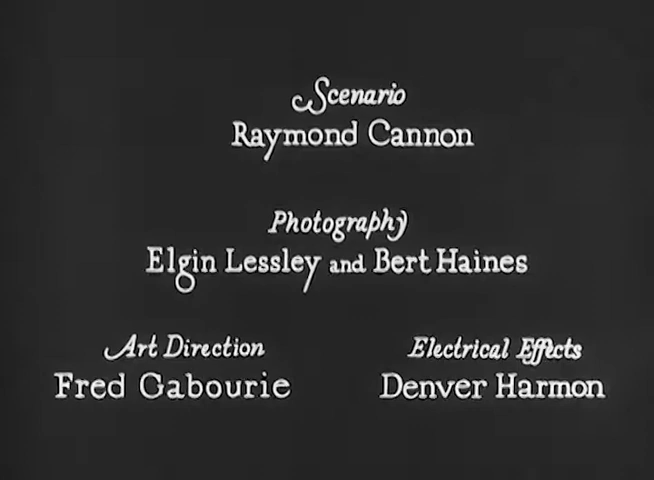 Scenario
Raymond Cannon
Photography
Elgin Lessley and Bert Haines
Art Direction
Fred Gabourie
Electrical Effects
Denver Harmon